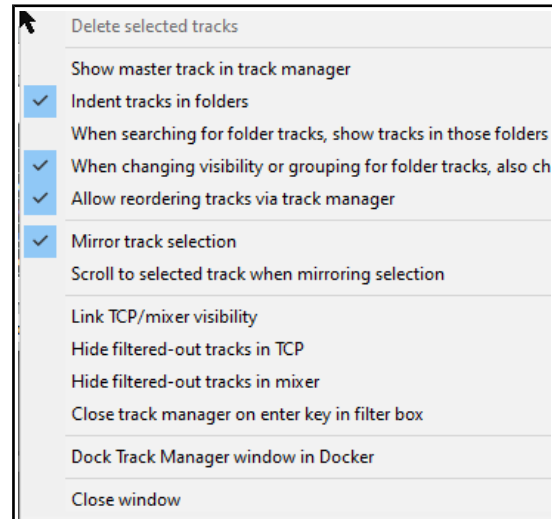 Delete selected tracks
Show master track in track manager
Indent tracks in folders
When searching for folder tracks, show tracks in those folders
When changing visibility or grouping for folder tracks, also ch
Allow reordering tracks via track manager
Mirror track selection
Scroll to selected track when mirroring selection
Link TCP/mixer visibility
Hide filtered-out tracks in TCP
Hide filtered-out tracks in mixer
Close track manager on enter key in filter box
Dock Track Manager window in Docker
Close window